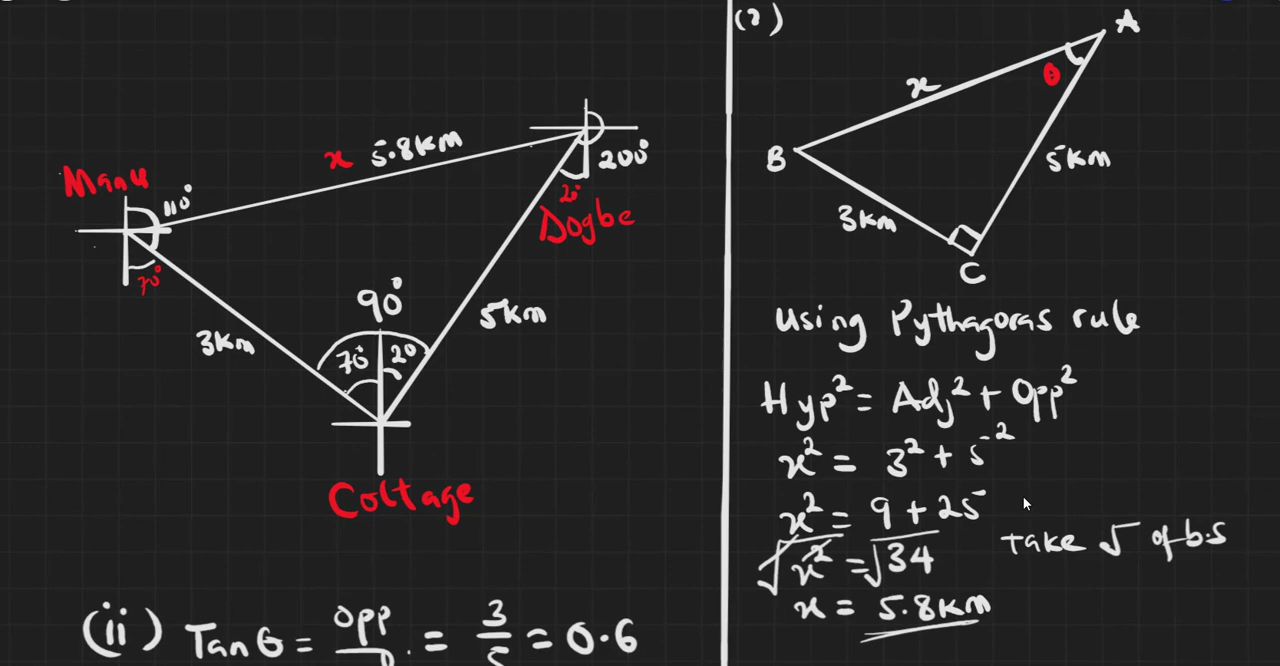 Manu
110°
70°
x 5.8km
200°
20°
Dogbe
3km
90°
70° 20
5km
Cottage
(ii) Tan θ = opp = 3 = 0.6
5
A
θ
x
B
5km
3km
C
Using Pythagoras rule
Hyp² = Adj² + Opp²
x² = 3² + 5²
x² = 9 + 25
√x² = √34 Take √ of b.s
x = 5.8km